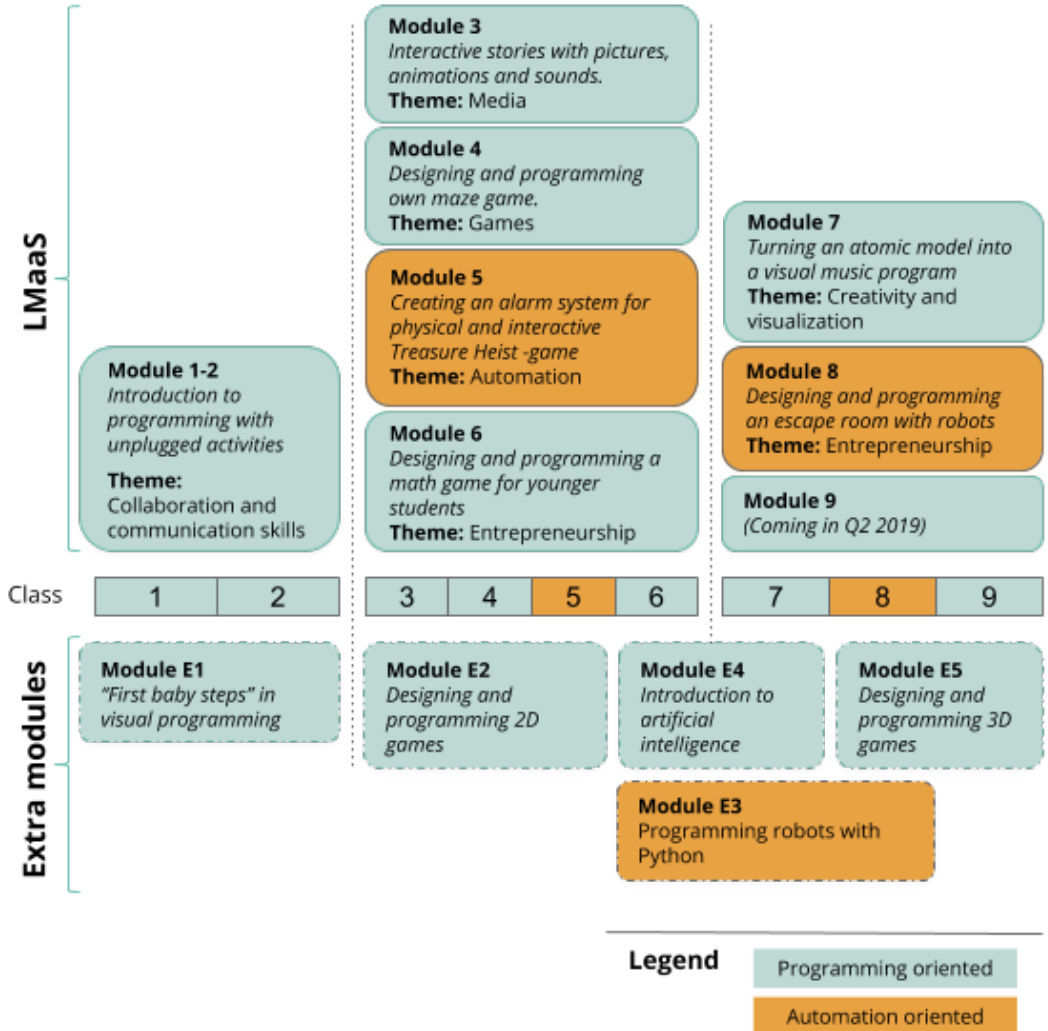 LMaaS
Module 1-2
Introduction to
programming with
unplugged activities
Theme:
Collaboration and
communication skills
Module 3
Interactive stories with pictures,
animations and sounds.
Theme: Media
Module 4
Designing and programming
own maze game.
Theme: Games
Module 5
Creating an alarm system for
physical and interactive
Treasure Heist -game
Theme: Automation
Module 6
Designing and programming a
math game for younger
students
Theme: Entrepreneurship
Module 7
Turning an atomic model into
a visual music program
Theme: Creativity and
visualization
Module 8
Designing and programming
an escape room with robots
Theme: Entrepreneurship
Module 9
(Coming in Q2 2019)
Class 1 2 3 4 5 6 7 8 9
Extra modules
Module E1
“First baby steps” in
visual programming
Module E2
Designing and
programming 2D
games
Module E4
Introduction to
artificial
intelligence
Module E5
Designing and
programming 3D
games
Module E3
Programming robots with
Python
Legend
Programming oriented
Automation oriented